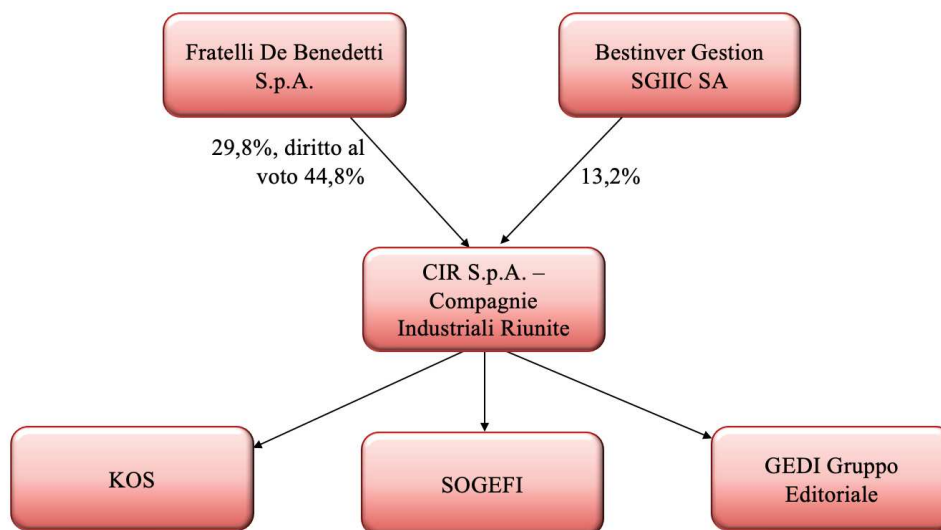 Fratelli De Benedetti
S.p.A.
Bestinver Gestion
SGIIC SA
29,8%, diritto al
voto 44,8%
13,2%
CIR S.p.A. –
Compagnie
Industriali Riunite
KOS
SOGEFI
GEDI Gruppo
Editoriale